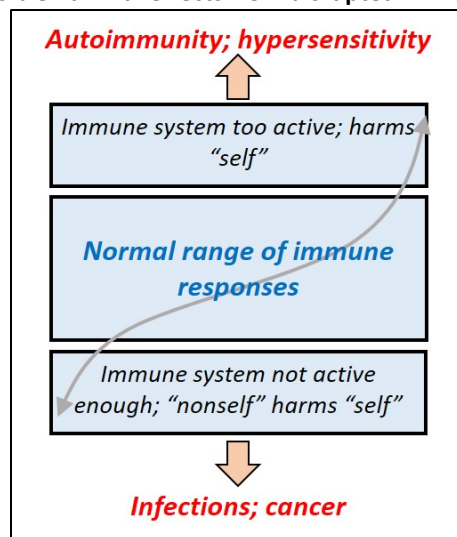 Autoimmunity; hypersensitivity
Immune system too active; harms
“self”
Normal range of immune
responses
Immune system not active
enough; “nonself” harms “self”
Infections; cancer